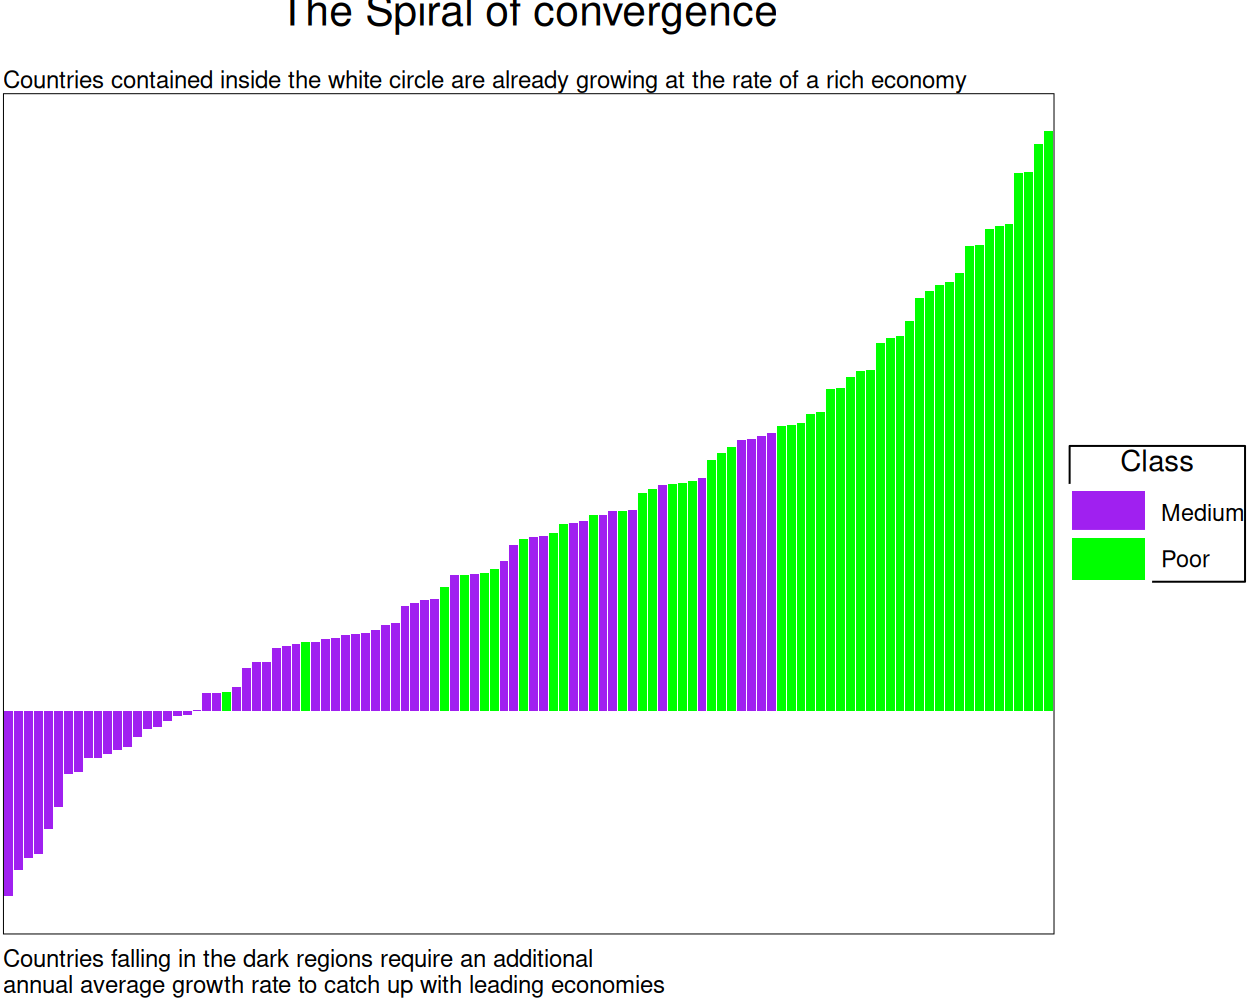 The Spiral of convergence
Countries contained inside the white circle are already growing at the rate of a rich economy
Class
Medium
Poor
Countries falling in the dark regions require an additional
annual average growth rate to catch up with leading economies